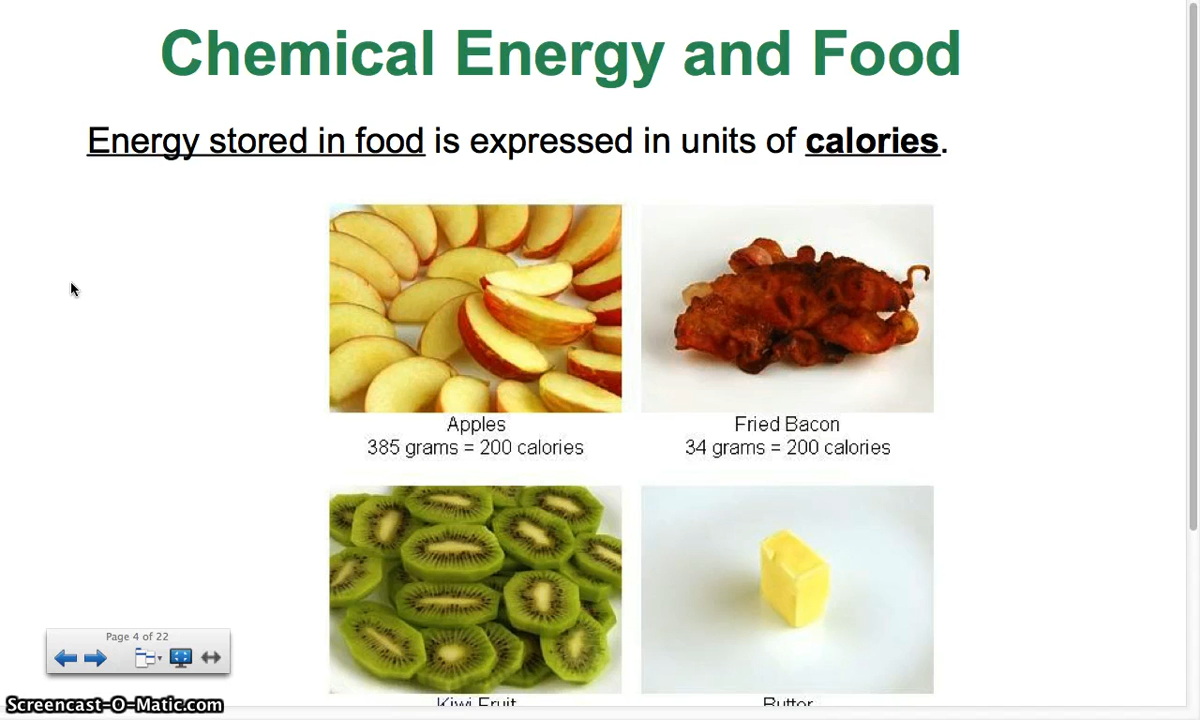 Chemical Energy and Food
Energy stored in food is expressed in units of calories.
Apples
385 grams = 200 calories
Fried Bacon
34 grams = 200 calories
Kiwi Fruit
Butter
Page 4 of 22
Screencast-O-Matic.com